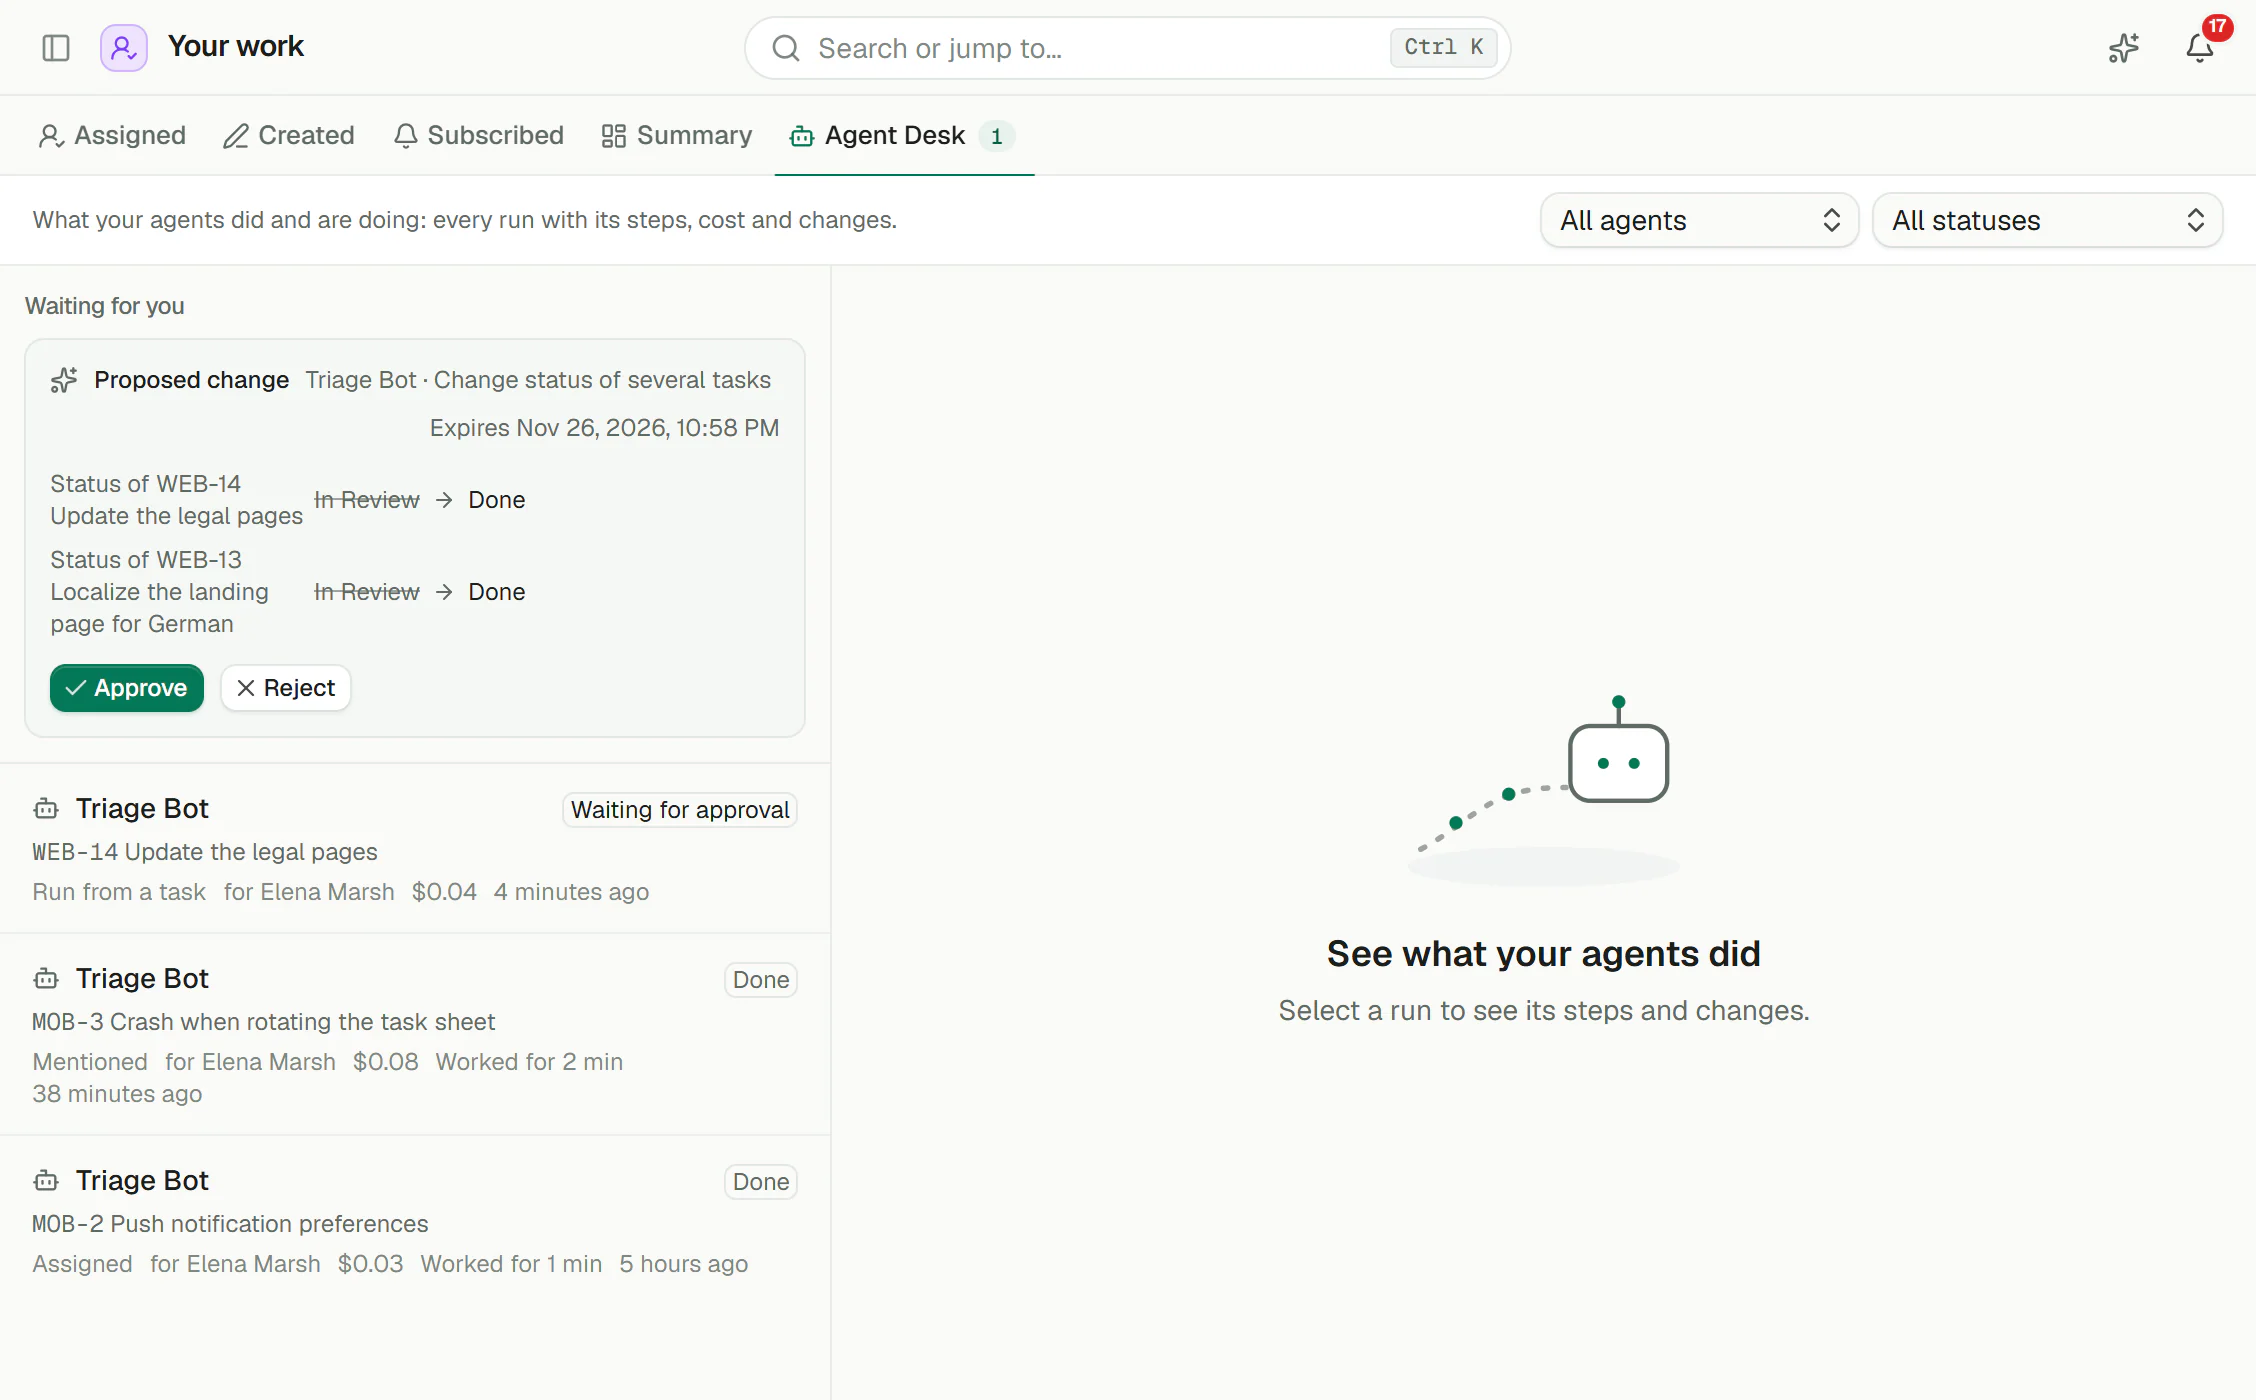 Your work
Search or jump to...
Ctrl K
17
Assigned
Created
Subscribed
Summary
Agent Desk 1
What your agents did and are doing: every run with its steps, cost and changes.
All agents
All statuses
Waiting for you
Proposed change Triage Bot · Change status of several tasks
Expires Nov 26, 2026, 10:58 PM
Status of WEB-14
Update the legal pages
In Review → Done
Status of WEB-13
Localize the landing
page for German
In Review → Done
Approve
Reject
Triage Bot
Waiting for approval
WEB-14 Update the legal pages
Run from a task for Elena Marsh $0.04 4 minutes ago
Triage Bot
Done
MOB-3 Crash when rotating the task sheet
Mentioned for Elena Marsh $0.08 Worked for 2 min
38 minutes ago
Triage Bot
Done
MOB-2 Push notification preferences
Assigned for Elena Marsh $0.03 Worked for 1 min 5 hours ago
See what your agents did
Select a run to see its steps and changes.